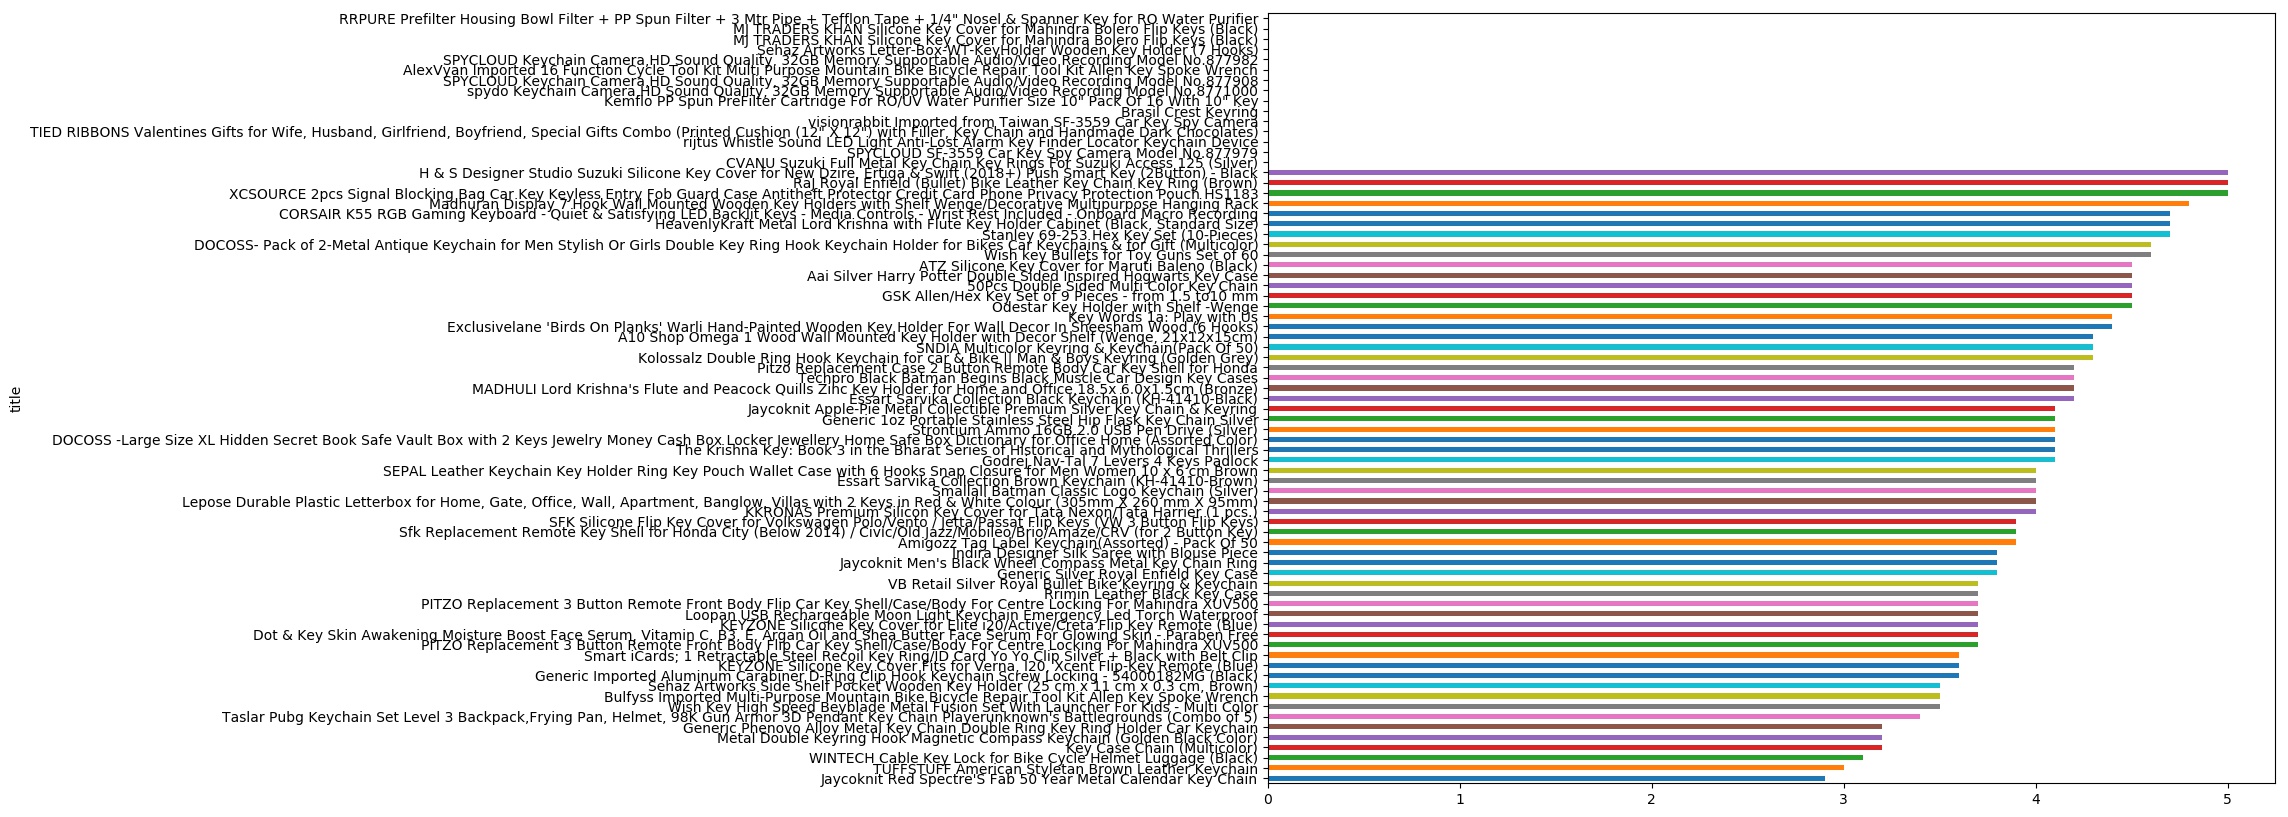 RRPURE Prefilter Housing Bowl Filter + PP Spun Filter + 3 Mtr Pipe + Tefflon Tape + 1/4" Nosel & Spanner Key for RO Water Purifier
MJ TRADERS KHAN Silicone Key Cover for Mahindra Bolero Flip Keys (Black)
MJ TRADERS KHAN Silicone Key Cover for Mahindra Bolero Flip Keys (Black)
Sehaz Artworks Letter-Box-WT-KeyHolder Wooden Key Holder (7 Hooks)
SPYCLOUD Keychain Camera HD Sound Quality, 32GB Memory Supportable Audio/Video Recording Model No.877982
AlexVyan Imported 16 Function Cycle Tool Kit Multi Purpose Mountain Bike Bicycle Repair Tool Kit Allen Key Spoke Wrench
SPYCLOUD Keychain Camera HD Sound Quality, 32GB Memory Supportable Audio/Video Recording Model No.877908
spydo Keychain Camera HD Sound Quality, 32GB Memory Supportable Audio/Video Recording Model No.8771000
Kemflo PP Spun PreFilter Cartridge For RO/UV Water Purifier Size 10" Pack Of 16 With 10" Key
Brasil Crest Keyring
visionrabbit Imported from Taiwan SF-3559 Car Key Spy Camera
TIED RIBBONS Valentines Gifts for Wife, Husband, Girlfriend, Boyfriend, Special Gifts Combo (Printed Cushion (12" X 12") with Filler, Key Chain and Handmade Dark Chocolates)
rijtus Whistle Sound LED Light Anti-Lost Alarm Key Finder Locator Keychain Device
SPYCLOUD SF-3559 Car Key Spy Camera Model No.877979
CVANU Suzuki Full Metal Key Chain Key Rings For Suzuki Access 125 (Silver)
H & S Designer Studio Suzuki Silicone Key Cover for New Dzire, Ertiga & Swift (2018+) Push Smart Key (2Button) - Black
Raj Royal Enfield (Bullet) Bike Leather Key Chain Key Ring (Brown)
XCSOURCE 2pcs Signal Blocking Bag Car Key Keyless Entry Fob Guard Case Antitheft Protector Credit Card Phone Privacy Protection Pouch HS1183
Madhuran Display 7 Hook Wall Mounted Wooden Key Holders with Shelf Wenge/Decorative Multipurpose Hanging Rack
CORSAIR K55 RGB Gaming Keyboard - Quiet & Satisfying LED Backlit Keys - Media Controls - Wrist Rest Included - Onboard Macro Recording
HeavenlyKraft Metal Lord Krishna with Flute Key Holder Cabinet (Black, Standard Size)
Stanley 69-253 Hex Key Set (10-Pieces)
DOCOSS- Pack of 2-Metal Antique Keychain for Men Stylish Or Girls Double Key Ring Hook Keychain Holder for Bikes Car Keychains & for Gift (Multicolor)
Wish key Bullets for Toy Guns Set of 60
ATZ Silicone Key Cover for Maruti Baleno (Black)
Aai Silver Harry Potter Double Sided Inspired Hogwarts Key Case
50Pcs Double Sided Multi Color Key Chain
GSK Allen/Hex Key Set of 9 Pieces - from 1.5 to10 mm
Odestar Key Holder with Shelf -Wenge
Key Words 1a: Play with Us
Exclusivelane 'Birds On Planks' Warli Hand-Painted Wooden Key Holder For Wall Decor In Sheesham Wood (6 Hooks)
A10 Shop Omega 1 Wood Wall Mounted Key Holder with Decor Shelf (Wenge, 21x12x15cm)
SNDIA Multicolor Keyring & Keychain(Pack Of 50)
Kolossalz Double Ring Hook Keychain for car & Bike || Man & Boys Keyring (Golden Grey)
Pitzo Replacement Case 2 Button Remote Body Car Key Shell for Honda
Techpro Black Batman Begins Black Muscle Car Design Key Cases
MADHULI Lord Krishna's Flute and Peacock Quills Zinc Key Holder for Home and Office,18.5x 6.0x1.5cm (Bronze)
Essart Sarvika Collection Black Keychain (KH-41410-Black)
Jaycoknit Apple-Pie Metal Collectible Premium Silver Key Chain & Keyring
Generic 1oz Portable Stainless Steel Hip Flask Key Chain Silver
Strontium Ammo 16GB 2.0 USB Pen Drive (Silver)
DOCOSS -Large Size XL Hidden Secret Book Safe Vault Box with 2 Keys Jewelry Money Cash Box Locker Jewellery Home Safe Box Dictionary for Office Home (Assorted Color)
The Krishna Key: Book 3 in the Bharat Series of Historical and Mythological Thrillers
Godrej Nav-Tal 7 Levers 4 Keys Padlock
SEPAL Leather Keychain Key Holder Ring Key Pouch Wallet Case with 6 Hooks Snap Closure for Men Women 10 x 6 cm Brown
Essart Sarvika Collection Brown Keychain (KH-41410-Brown)
Smallall Batman Classic Logo Keychain (Silver)
Lepose Durable Plastic Letterbox for Home, Gate, Office, Wall, Apartment, Banglow, Villas with 2 Keys in Red & White Colour (305mm X 260 mm X 95mm)
KKRONAS Premium Silicon Key Cover for Tata Nexon/Tata Harrier (1 pcs.)
SFK Silicone Flip Key Cover for Volkswagen Polo/Vento / Jetta/Passat Flip Keys (VW 3 Button Flip Keys)
Sfk Replacement Remote Key Shell for Honda City (Below 2014) / Civic/Old Jazz/Mobileo/Brio/Amaze/CRV (for 2 Button Key)
Amigozz Tag Label Keychain(Assorted) - Pack Of 50
Indira Designer Silk Saree with Blouse Piece
Jaycoknit Men's Black Wheel Compass Metal Key Chain Ring
Generic Silver Royal Enfield Key Case
VB Retail Silver Royal Bullet Bike Keyring & Keychain
Rrimin Leather Black Key Case
PITZO Replacement 3 Button Remote Front Body Flip Car Key Shell/Case/Body For Centre Locking For Mahindra XUV500
Loopan USB Rechargeable Moon Light Keychain Emergency Led Torch Waterproof
KEYZONE Silicone Key Cover for Elite i20/Active/Creta Flip Key Remote (Blue)
Dot & Key Skin Awakening Moisture Boost Face Serum, Vitamin C, B3, E, Argan Oil and Shea Butter Face Serum For Glowing Skin - Paraben Free
PITZO Replacement 3 Button Remote Front Body Flip Car Key Shell/Case/Body For Centre Locking For Mahindra XUV500
Smart iCards; 1 Retractable Steel Recoil Key Ring/ID Card Yo Yo Clip Silver + Black with Belt Clip
KEYZONE Silicone Key Cover Fits for Verna, I20, Xcent Flip-Key Remote (Blue)
Generic Imported Aluminum Carabiner D-Ring Clip Hook Keychain Screw Locking - 54000182MG (Black)
Sehaz Artworks Side Shelf Pocket Wooden Key Holder (25 cm x 11 cm x 0.3 cm, Brown)
Bulfyss Imported Multi-Purpose Mountain Bike Bicycle Repair Tool Kit Allen Key Spoke Wrench
Wish Key High Speed Beyblade Metal Fusion Set With Launcher For Kids - Multi Color
Taslar Pubg Keychain Set Level 3 Backpack,Frying Pan, Helmet, 98K Gun Armor 3D Pendant Key Chain Playerunknown's Battlegrounds (Combo of 5)
Generic Phenovo Alloy Metal Key Chain Double Ring Key Ring Holder Car Keychain
Metal Double Keyring Hook Magnetic Compass Keychain (Golden Black Color)
Key Case Chain (Multicolor)
WINTECH Cable Key Lock for Bike Cycle Helmet Luggage (Black)
TUFFSTUFF American Styletan Brown Leather Keychain
Jaycoknit Red Spectre'S Fab 50 Year Metal Calendar Key Chain
title
0 1 2 3 4 5